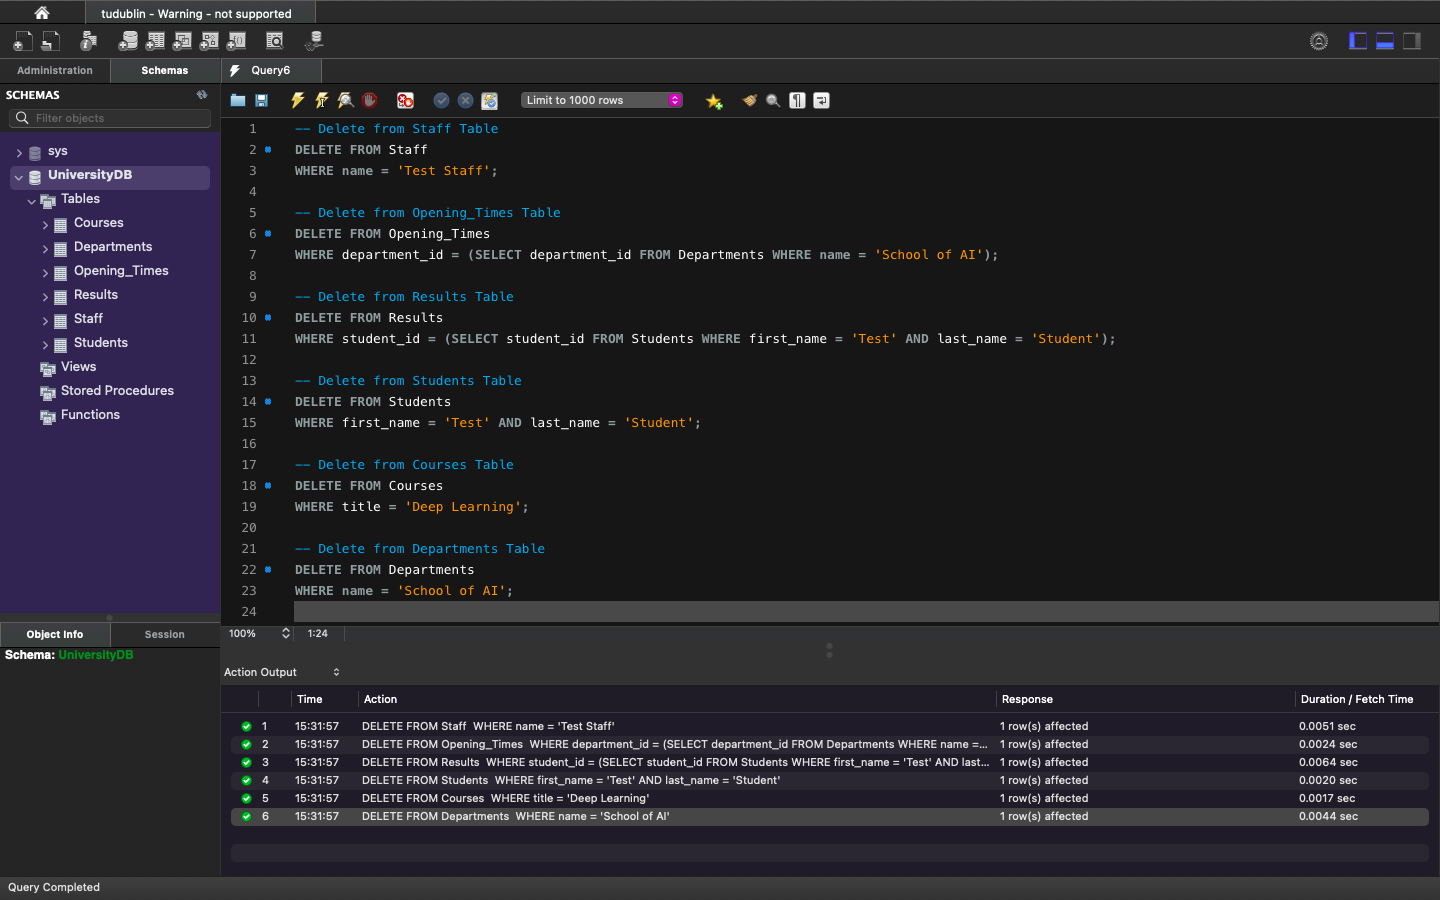 tudublin - Warning - not supported
Administration
Schemas
Query6
SCHEMAS
Filter objects
sys
UniversityDB
Tables
Courses
Departments
Opening_Times
Results
Staff
Students
Views
Stored Procedures
Functions
Object Info
Session
Schema: UniversityDB
Limit to 1000 rows
1 -- Delete from Staff Table
2 DELETE FROM Staff
3 WHERE name = 'Test Staff';
4
5 -- Delete from Opening_Times Table
6 DELETE FROM Opening_Times
7 WHERE department_id = (SELECT department_id FROM Departments WHERE name = 'School of AI');
8
9 -- Delete from Results Table
10 DELETE FROM Results
11 WHERE student_id = (SELECT student_id FROM Students WHERE first_name = 'Test' AND last_name = 'Student');
12
13 -- Delete from Students Table
14 DELETE FROM Students
15 WHERE first_name = 'Test' AND last_name = 'Student';
16
17 -- Delete from Courses Table
18 DELETE FROM Courses
19 WHERE title = 'Deep Learning';
20
21 -- Delete from Departments Table
22 DELETE FROM Departments
23 WHERE name = 'School of AI';
24
100% 1:24
Action Output
Time Action Response Duration / Fetch Time
1 15:31:57 DELETE FROM Staff  WHERE name = 'Test Staff' 1 row(s) affected 0.0051 sec
2 15:31:57 DELETE FROM Opening_Times  WHERE department_id = (SELECT department_id FROM Departments WHERE name =... 1 row(s) affected 0.0024 sec
3 15:31:57 DELETE FROM Results  WHERE student_id = (SELECT student_id FROM Students WHERE first_name = 'Test' AND last... 1 row(s) affected 0.0064 sec
4 15:31:57 DELETE FROM Students  WHERE first_name = 'Test' AND last_name = 'Student' 1 row(s) affected 0.0020 sec
5 15:31:57 DELETE FROM Courses  WHERE title = 'Deep Learning' 1 row(s) affected 0.0017 sec
6 15:31:57 DELETE FROM Departments  WHERE name = 'School of AI' 1 row(s) affected 0.0044 sec
Query Completed